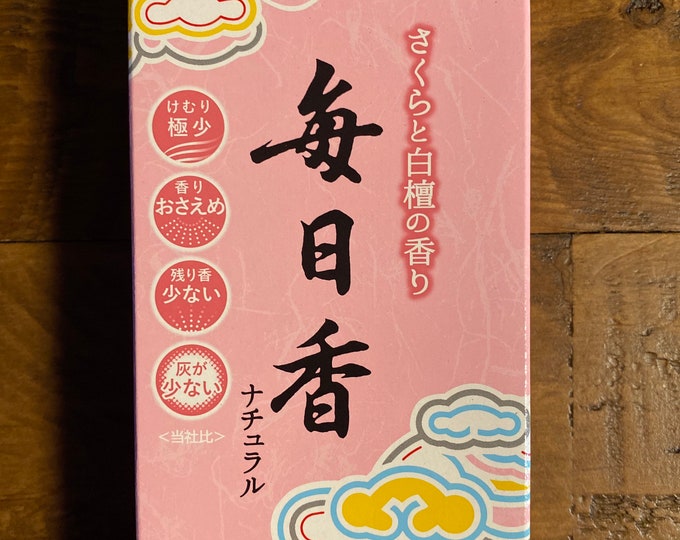 さくらと白檀の香り
毎日香
ナチュラル
けむり
極少
香り
おさえめ
残り香
少ない
灰が
少ない
＜当社比＞